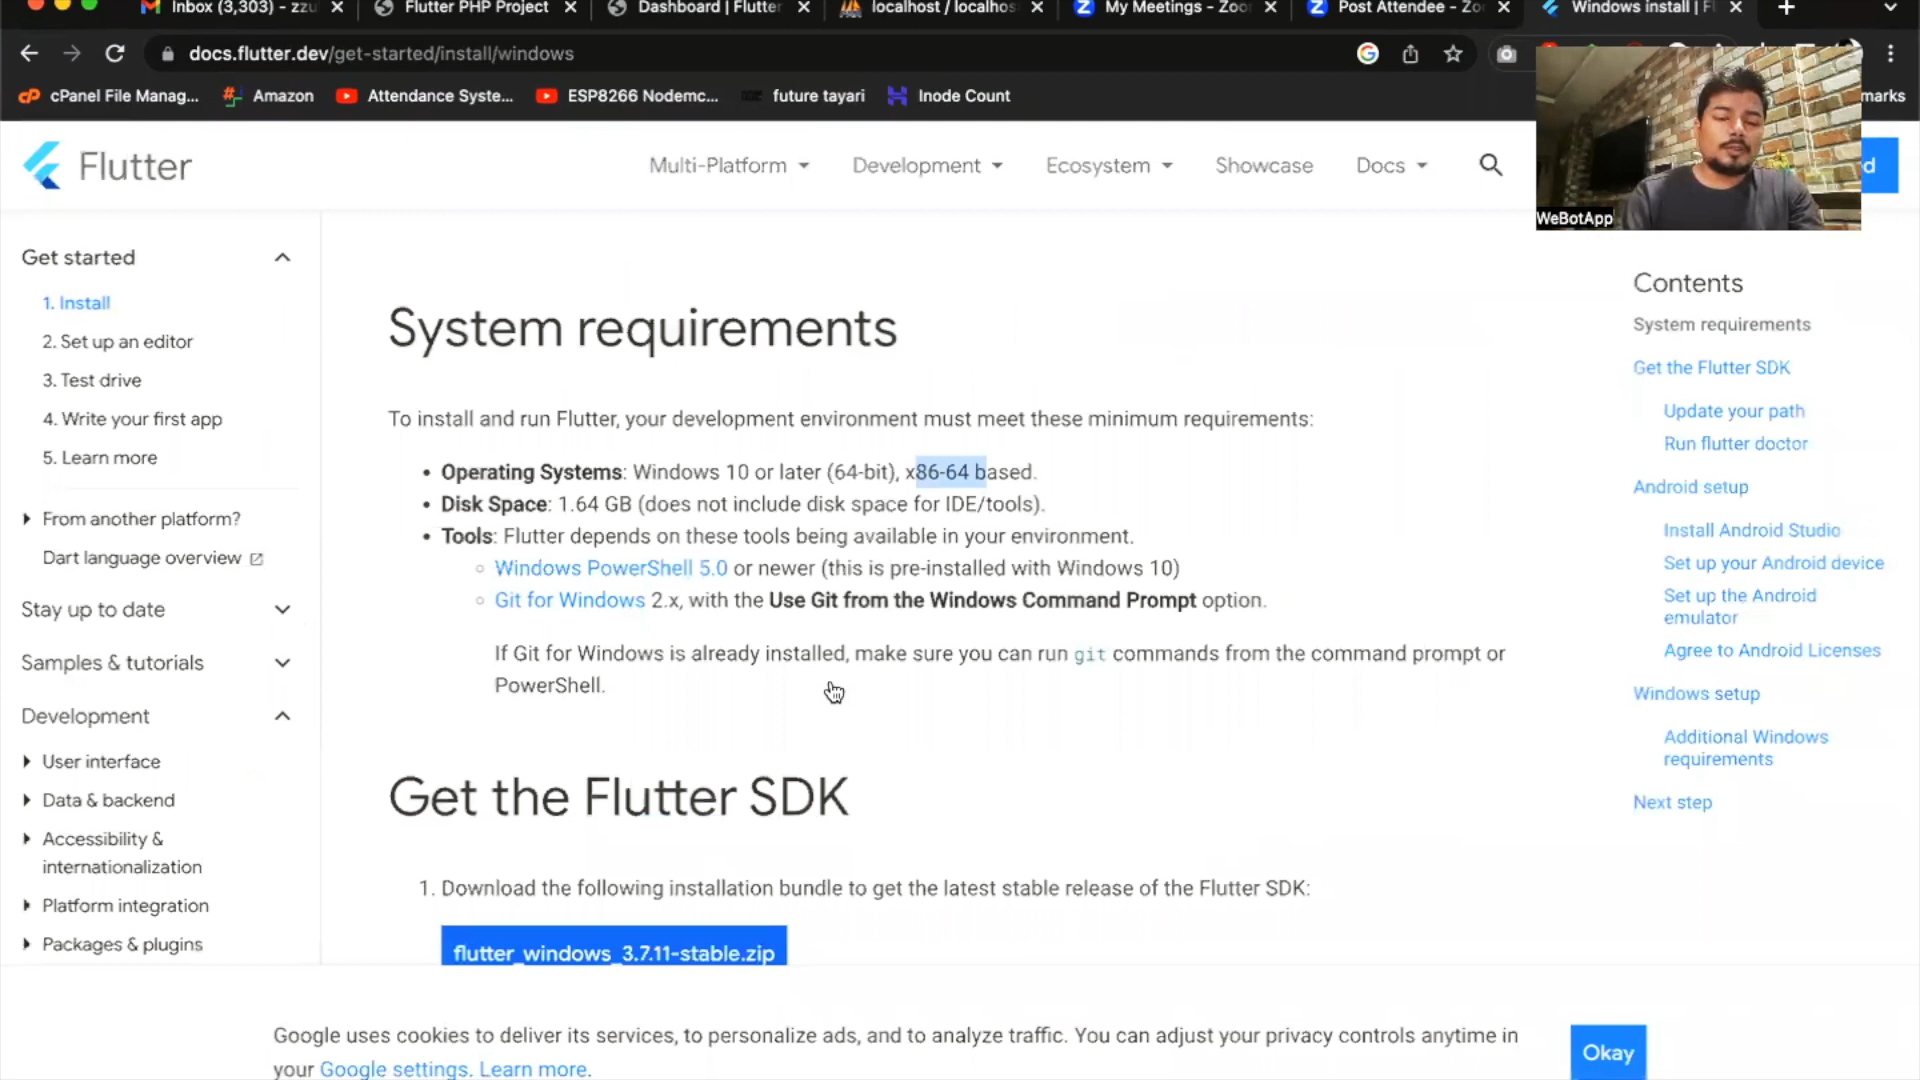 Inbox (3,303) - zzu
Flutter PHP Project
Dashboard | Flutter
localhost / localhos
My Meetings - Zoo
Post Attendee - Zo
Windows install | Fl
docs.flutter.dev/get-started/install/windows
cPanel File Manag...
Amazon
Attendance Syste...
ESP8266 Nodemc...
future tayari
Inode Count
marks
WeBotApp
Flutter
Multi-Platform
Development
Ecosystem
Showcase
Docs
d
Get started
1. Install
2. Set up an editor
3. Test drive
4. Write your first app
5. Learn more
From another platform?
Dart language overview
Stay up to date
Samples & tutorials
Development
User interface
Data & backend
Accessibility &
internationalization
Platform integration
Packages & plugins
System requirements
To install and run Flutter, your development environment must meet these minimum requirements:
• Operating Systems: Windows 10 or later (64-bit), x86-64 based.
• Disk Space: 1.64 GB (does not include disk space for IDE/tools).
• Tools: Flutter depends on these tools being available in your environment.
○ Windows PowerShell 5.0 or newer (this is pre-installed with Windows 10)
○ Git for Windows 2.x, with the Use Git from the Windows Command Prompt option.
If Git for Windows is already installed, make sure you can run git commands from the command prompt or
PowerShell.
Get the Flutter SDK
1. Download the following installation bundle to get the latest stable release of the Flutter SDK:
flutter_windows_3.7.11-stable.zip
Contents
System requirements
Get the Flutter SDK
Update your path
Run flutter doctor
Android setup
Install Android Studio
Set up your Android device
Set up the Android
emulator
Agree to Android Licenses
Windows setup
Additional Windows
requirements
Next step
Google uses cookies to deliver its services, to personalize ads, and to analyze traffic. You can adjust your privacy controls anytime in
your Google settings. Learn more.
Okay